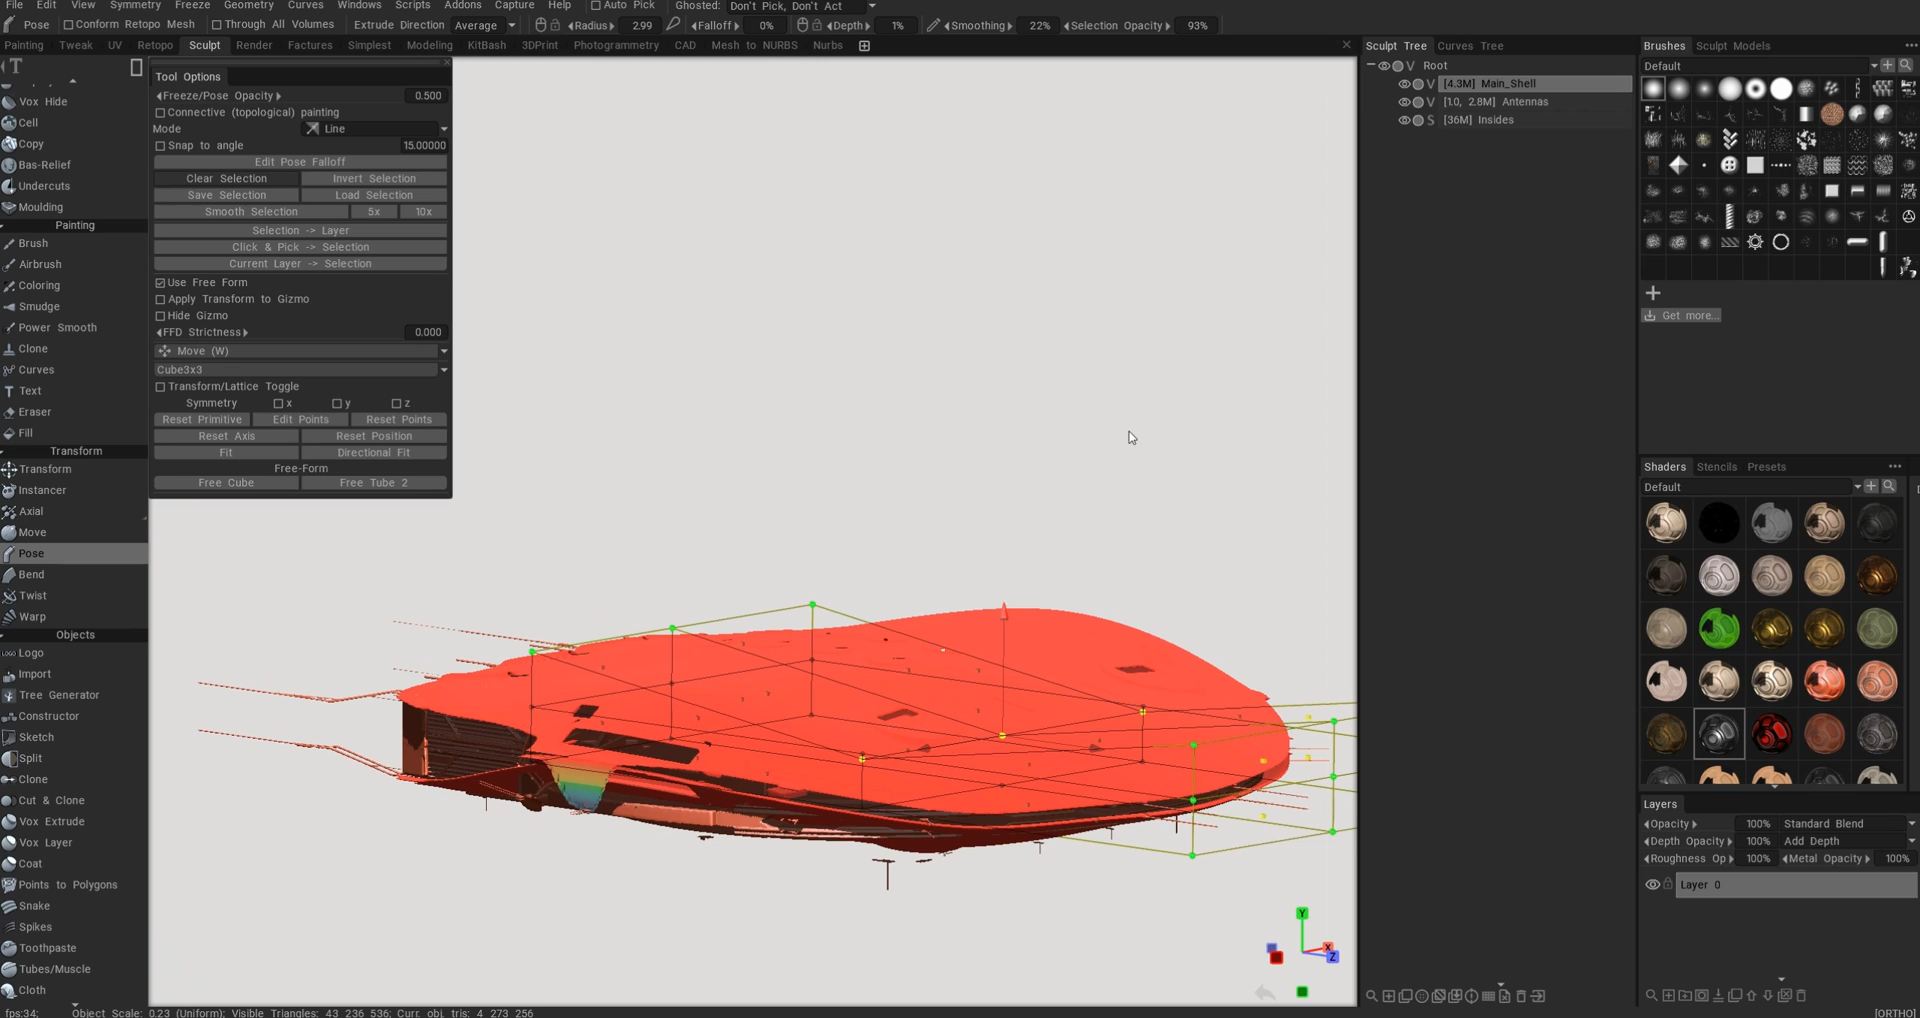 File Edit View Symmetry Freeze Geometry Curves Windows Scripts Addons Capture Help Auto Pick Ghosted: Don't Pick, Don't Act
Pose Conform Retopo Mesh Through All Volumes Extrude Direction Average Radius 2.99 Falloff 0% Depth 1% Smoothing 22% Selection Opacity 93%
Painting Tweak UV Retopo Sculpt Render Factures Simplest Modeling KitBash 3DPrint Photogrammetry CAD Mesh to NURBS Nurbs
T
Vox Hide
Cell
Copy
Bas-Relief
Undercuts
Moulding
Painting
Brush
Airbrush
Coloring
Smudge
Power Smooth
Clone
Curves
Text
Eraser
Fill
Transform
Transform
Instancer
Axial
Move
Pose
Bend
Twist
Warp
Objects
LOGO Logo
Import
Tree Generator
Constructor
Sketch
Split
Clone
Cut & Clone
Vox Extrude
Vox Layer
Coat
Points to Polygons
Snake
Spikes
Toothpaste
Tubes/Muscle
Cloth
Tool Options
Freeze/Pose Opacity 0.500
Connective (topological) painting
Mode Line
Snap to angle 15.00000
Edit Pose Falloff
Clear Selection Invert Selection
Save Selection Load Selection
Smooth Selection 5x 10x
Selection -> Layer
Click & Pick -> Selection
Current Layer -> Selection
Use Free Form
Apply Transform to Gizmo
Hide Gizmo
FFD Strictness 0.000
Move (W)
Cube3x3
Transform/Lattice Toggle
Symmetry x y z
Reset Primitive Edit Points Reset Points
Reset Axis Reset Position
Fit Directional Fit
Free-Form
Free Cube Free Tube 2
Y
X
Z
Sculpt Tree Curves Tree
V Root
V [4.3M] Main_Shell
V [1.0, 2.8M] Antennas
S [36M] Insides
Brushes Sculpt Models
Default
Get more...
Shaders Stencils Presets
Default
Layers
Opacity 100% Standard Blend
Depth Opacity 100% Add Depth
Roughness Op 100% Metal Opacity 100%
Layer 0
fps:34; Object Scale: 0.23 (Uniform); Visible Triangles: 43 236 536; Curr. obj. tris: 4 273 256
[ORTHO]